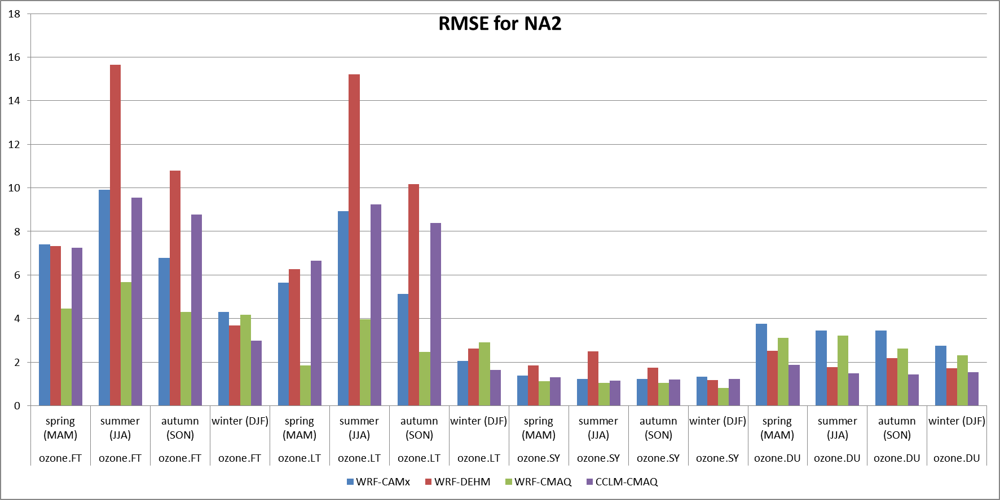 RMSE for NA2
18
16
14
12
10
8
6
4
2
0
spring (MAM) summer (JJA) autumn (SON) winter (DJF) spring (MAM) summer (JJA) autumn (SON) winter (DJF) spring (MAM) summer (JJA) autumn (SON) winter (DJF) spring (MAM) summer (JJA) autumn (SON) winter (DJF)
ozone.FT ozone.FT ozone.FT ozone.FT ozone.LT ozone.LT ozone.LT ozone.LT ozone.SY ozone.SY ozone.SY ozone.SY ozone.DU ozone.DU ozone.DU ozone.DU
WRF-CAMx WRF-DEHM WRF-CMAQ CCLM-CMAQ